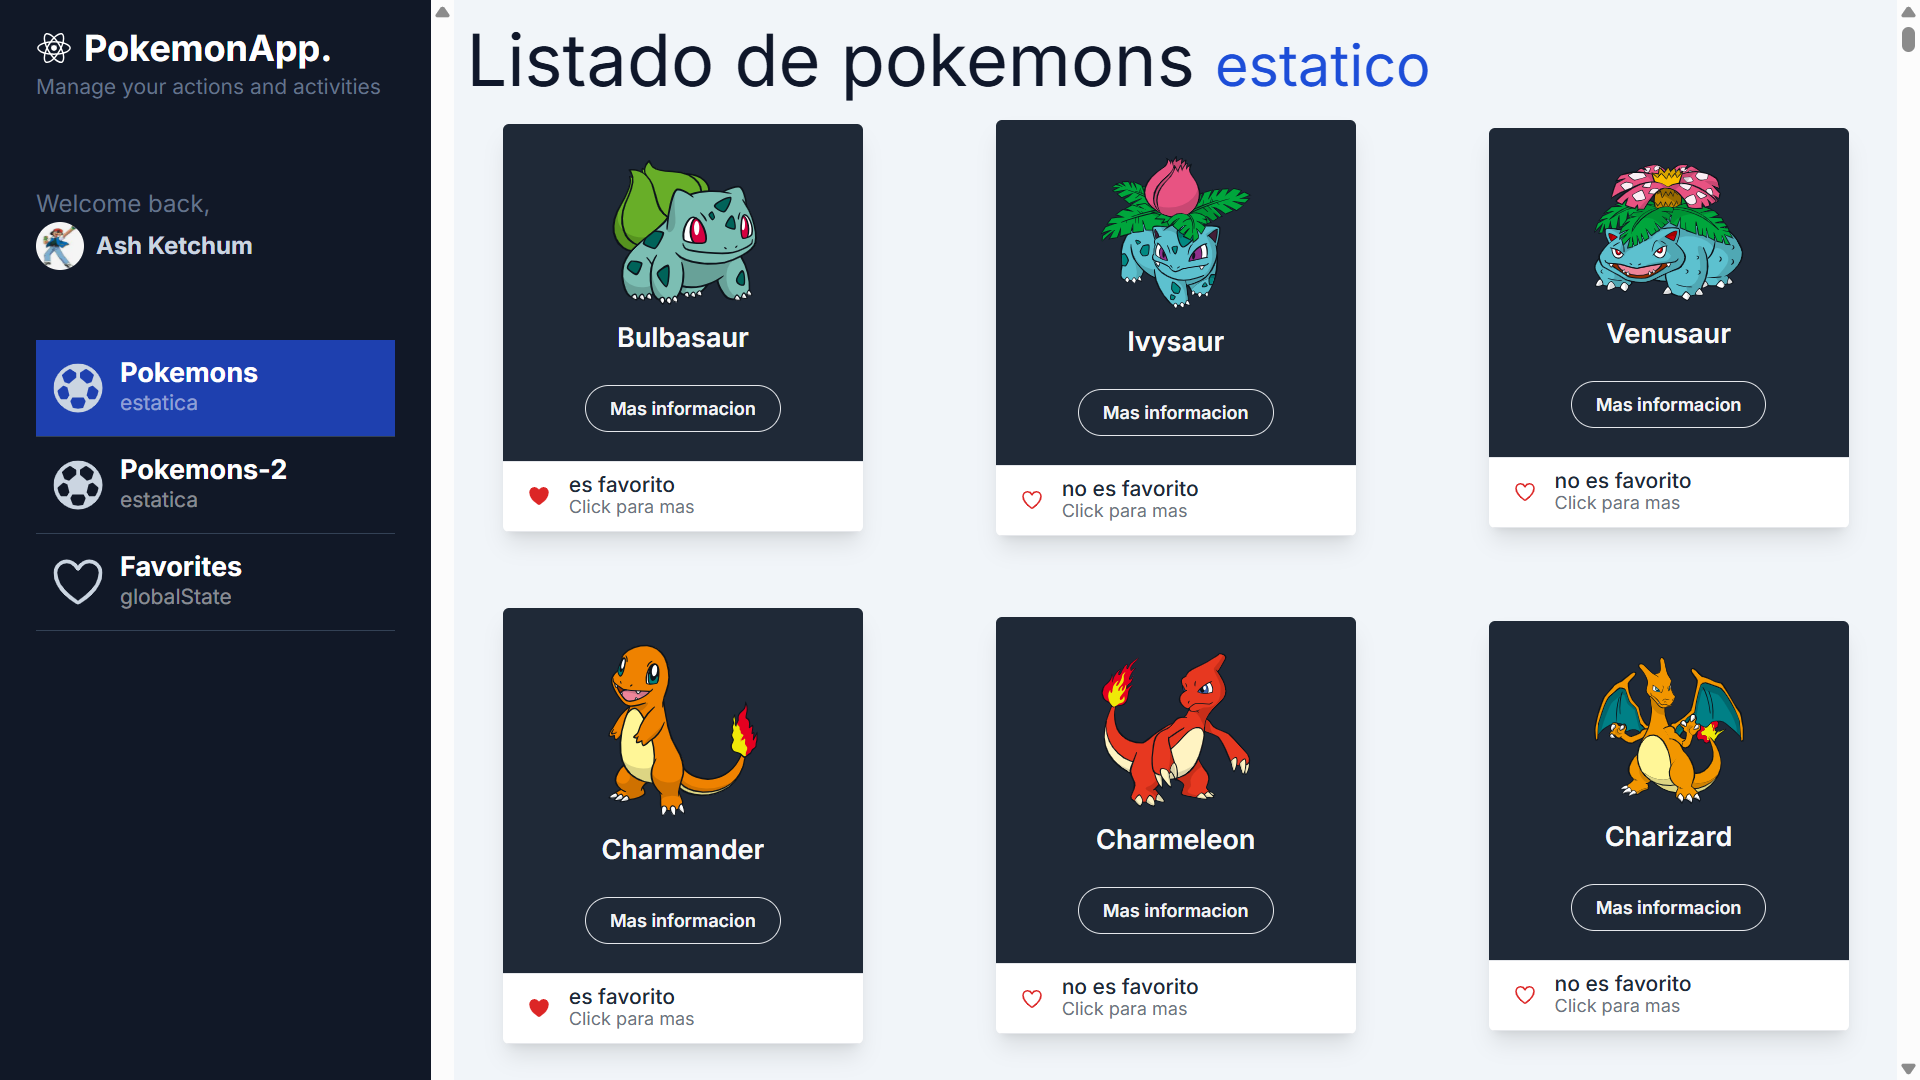 PokemonApp.
Manage your actions and activities
Welcome back,
Ash Ketchum
Pokemons
estatica
Pokemons-2
estatica
Favorites
globalState
Listado de pokemons estatico
Bulbasaur
Mas informacion
es favorito
Click para mas
Ivysaur
Mas informacion
no es favorito
Click para mas
Venusaur
Mas informacion
no es favorito
Click para mas
Charmander
Mas informacion
es favorito
Click para mas
Charmeleon
Mas informacion
no es favorito
Click para mas
Charizard
Mas informacion
no es favorito
Click para mas